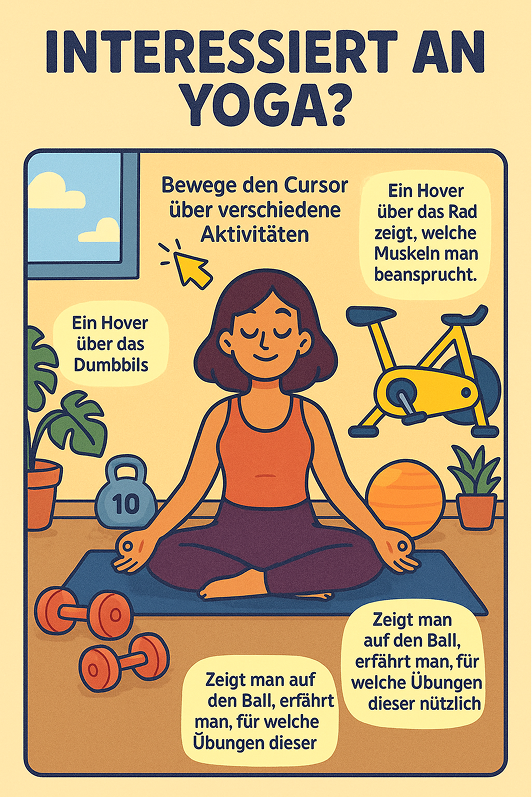 INTERESSIERT AN
YOGA?
Bewege den Cursor
über verschiedene
Aktivitäten
Ein Hover
über das Rad
zeigt, welche
Muskeln man
beansprucht.
Ein Hover
über das
Dumbbils
10
Zeigt man
auf den Ball,
erfährt man, für
welche Übungen
dieser nützlich
Zeigt man auf
den Ball, erfährt
man, für welche
Übungen dieser